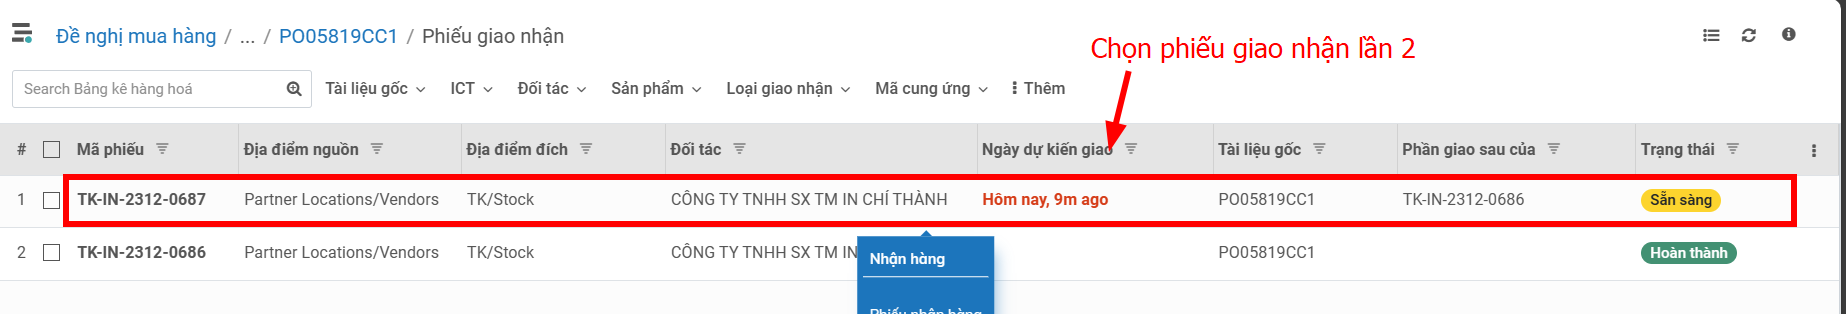 Đề nghị mua hàng / ... / PO05819CC1 / Phiếu giao nhận
Chọn phiếu giao nhận lần 2
Search Bảng kê hàng hoá Tài liệu gốc ICT Đối tác Sản phẩm Loại giao nhận Mã cung ứng Thêm
# Mã phiếu Địa điểm nguồn Địa điểm đích Đối tác Ngày dự kiến giao Tài liệu gốc Phần giao sau của Trạng thái
1 TK-IN-2312-0687 Partner Locations/Vendors TK/Stock CÔNG TY TNHH SX TM IN CHÍ THÀNH Hôm nay, 9m ago PO05819CC1 TK-IN-2312-0686 Sẵn sàng
2 TK-IN-2312-0686 Partner Locations/Vendors TK/Stock CÔNG TY TNHH SX TM IN PO05819CC1 Hoàn thành
Nhận hàng
Phiếu nhận hàng